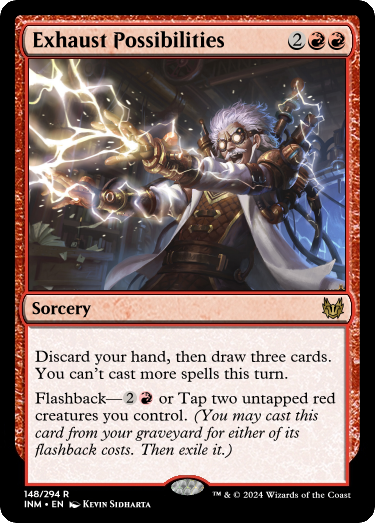 Exhaust Possibilities 2
Sorcery
Discard your hand, then draw three cards.
You can't cast more spells this turn.
Flashback—2 or Tap two untapped red
creatures you control. (You may cast this
card from your graveyard for either of its
flashback costs. Then exile it.)
148/294 R
INM • EN Kevin Sidharta
™ & © 2024 Wizards of the Coast